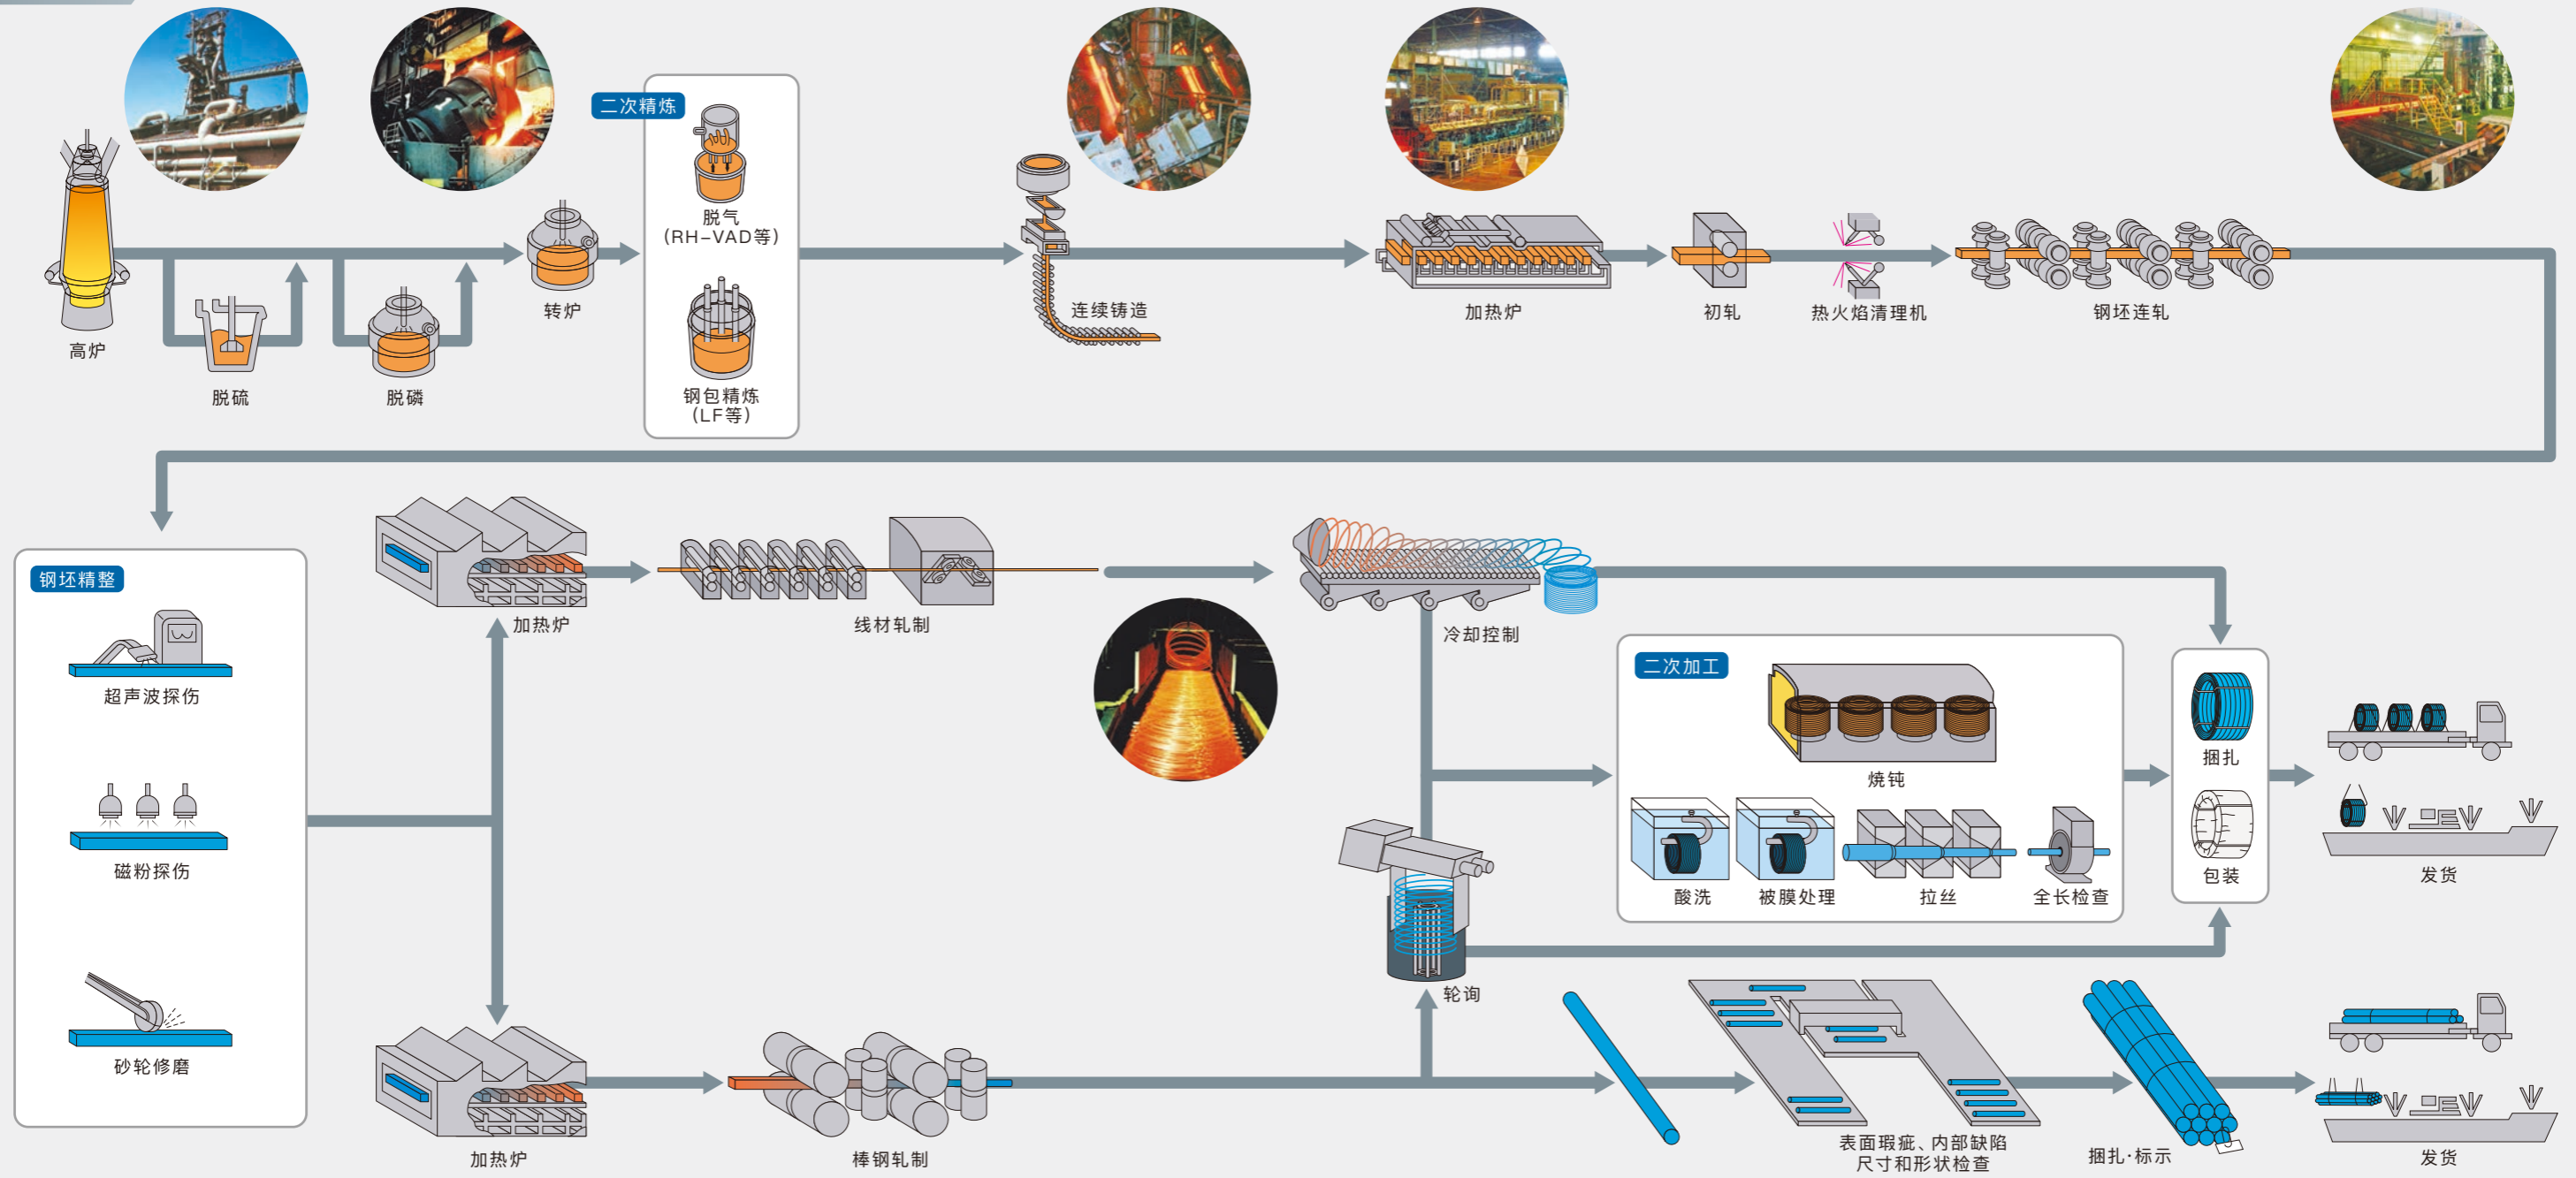 二次精炼
脱气
(RH-VAD等)
钢包精炼
(LF等)
高炉
脱硫
脱磷
转炉
连续铸造
加热炉
初轧
热火焰清理机
钢坯连轧
钢坯精整
超声波探伤
磁粉探伤
砂轮修磨
加热炉
线材轧制
冷却控制
二次加工
烧钝
酸洗
被膜处理
拉丝
全长检查
捆扎
包装
发货
轮询
加热炉
棒钢轧制
表面瑕疵、内部缺陷
尺寸和形状检查
捆扎·标示
发货